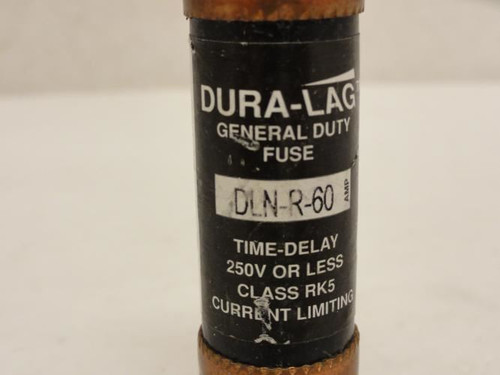 DURA-LAG
GENERAL DUTY
FUSE
DLN-R-60 AMP
TIME-DELAY
250V OR LESS
CLASS RK5
CURRENT LIMITING